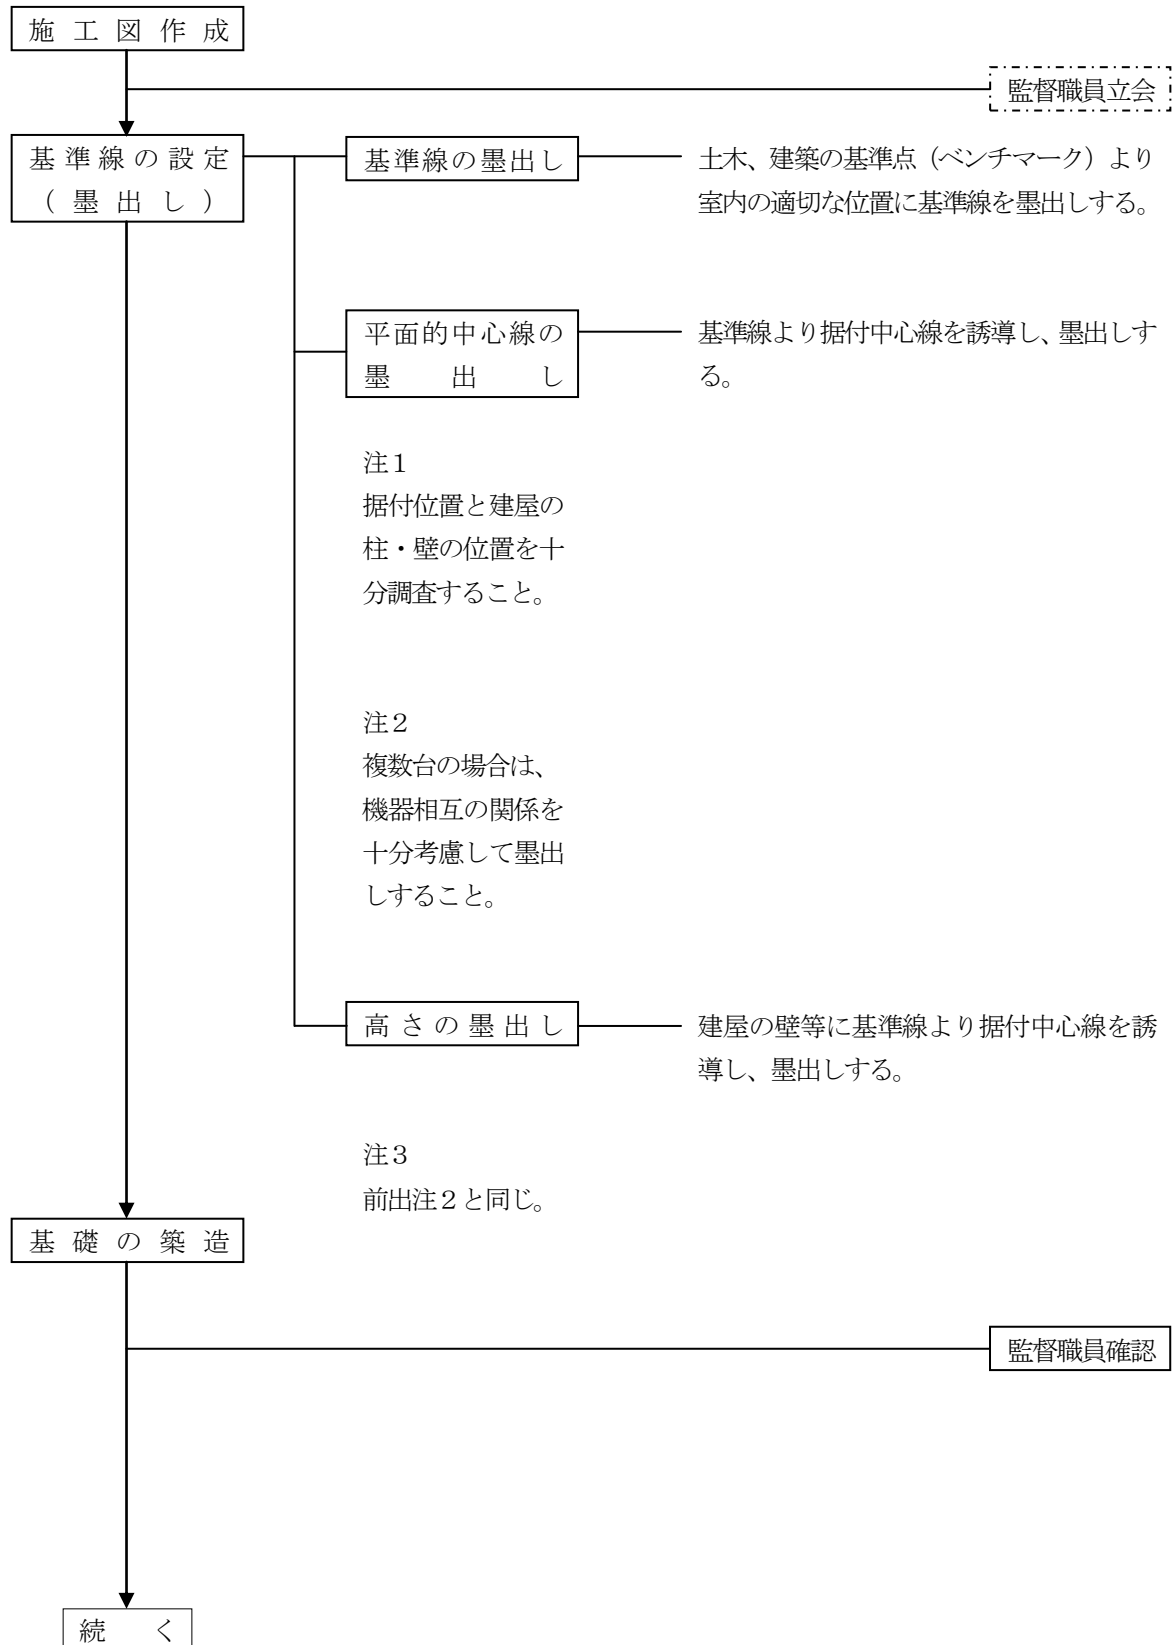 施工図作成
監督職員立会
基準線の設定
（墨出し）
基準線の墨出し
土木、建築の基準点（ベンチマーク）より
室内の適切な位置に基準線を墨出しする。
平面的中心線の
墨出し
基準線より据付中心線を誘導し、墨出しす
る。
注１
据付位置と建屋の
柱・壁の位置を十
分調査すること。
注２
複数台の場合は、
機器相互の関係を
十分考慮して墨出
しすること。
高さの墨出し
建屋の壁等に基準線より据付中心線を誘
導し、墨出しする。
注３
前出注２と同じ。
基礎の築造
監督職員確認
続く